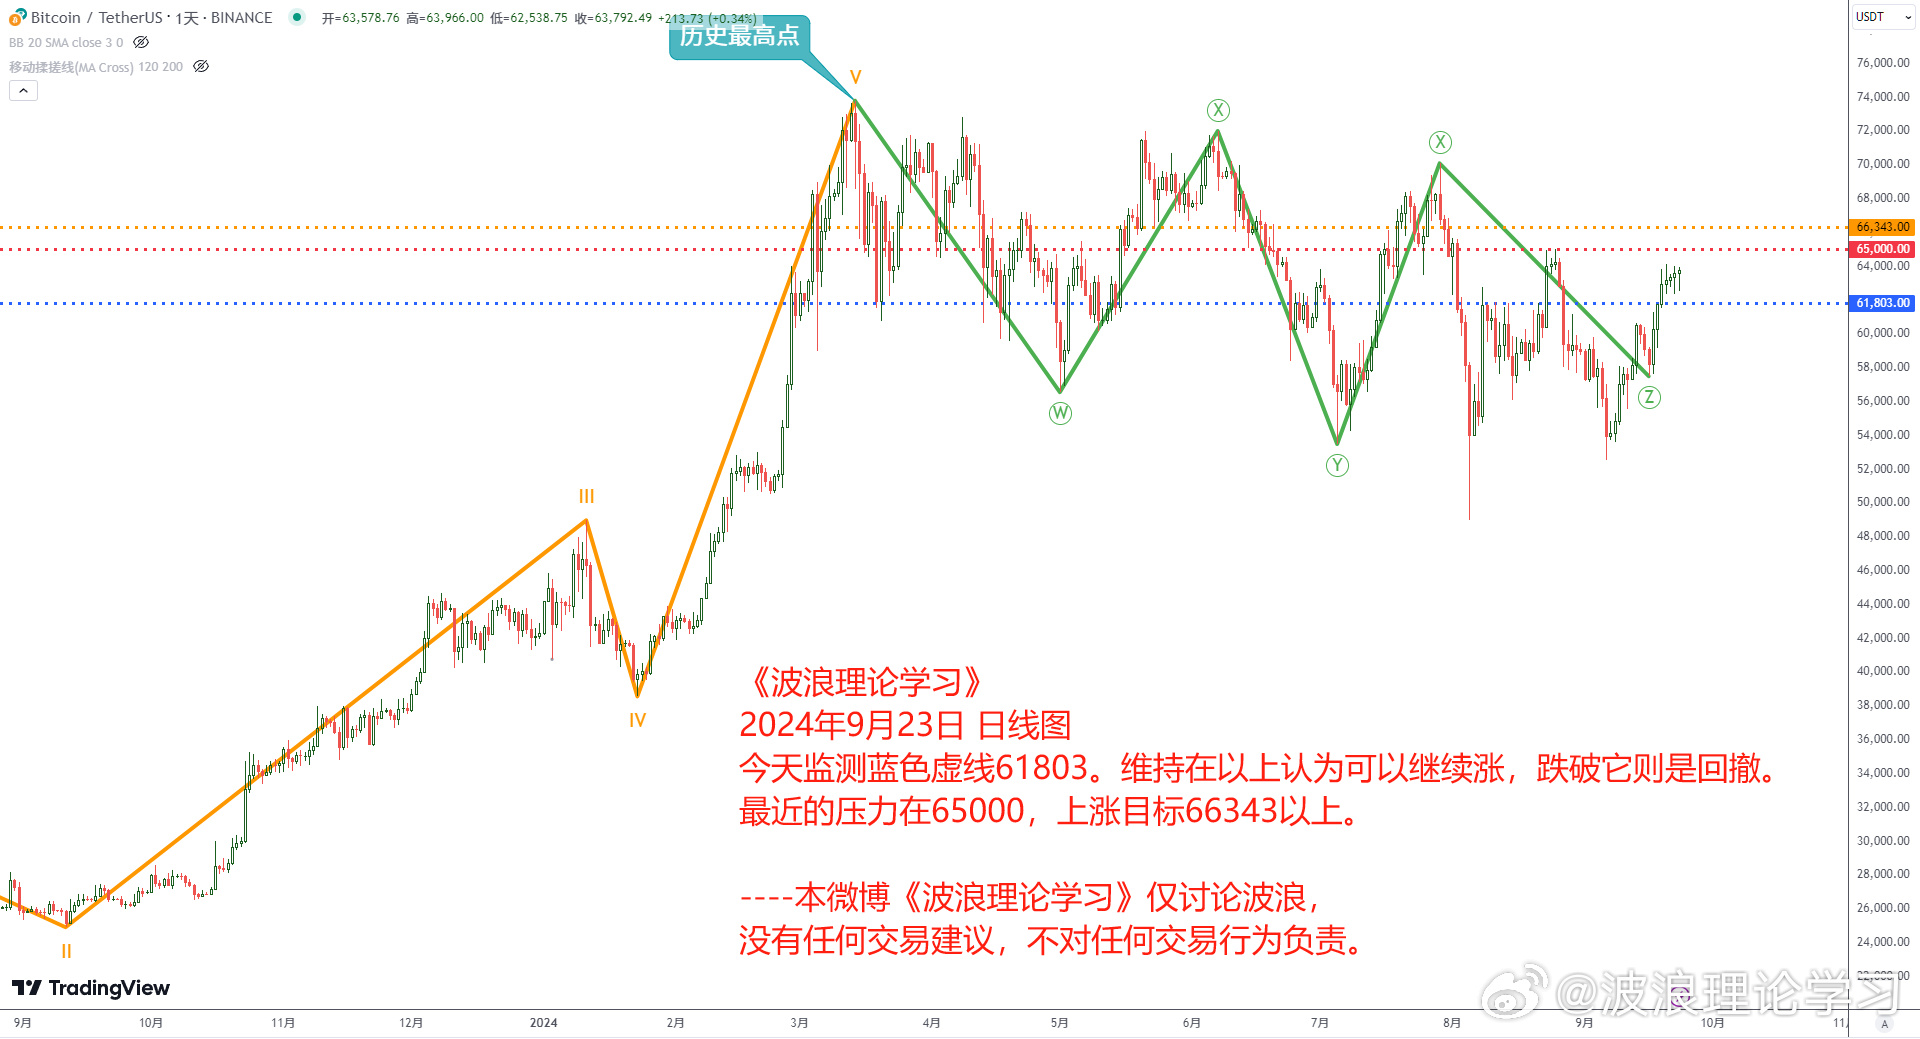 Bitcoin / TetherUS · 1天 · BINANCE 开=63,578.76 高=63,966.00 低=62,538.75 收=63,792.49 +213.73 (+0.34%)
USDT
BB 20 SMA close 3 0
移动揉搓线(MA Cross) 120 200
历史最高点
V
X
X
W
Y
Z
III
IV
II
76,000.00
74,000.00
72,000.00
70,000.00
68,000.00
66,343.00
65,000.00
64,000.00
61,803.00
60,000.00
58,000.00
56,000.00
54,000.00
52,000.00
50,000.00
48,000.00
46,000.00
44,000.00
42,000.00
40,000.00
38,000.00
36,000.00
34,000.00
32,000.00
30,000.00
28,000.00
26,000.00
24,000.00
22,000.00
《波浪理论学习》
2024年9月23日 日线图
今天监测蓝色虚线61803。维持在以上认为可以继续涨，跌破它则是回撤。
最近的压力在65000，上涨目标66343以上。
----本微博《波浪理论学习》仅讨论波浪，
没有任何交易建议，不对任何交易行为负责。
TradingView
@波浪理论学习
9月 10月 11月 12月 2024 2月 3月 4月 5月 6月 7月 8月 9月 10月
A